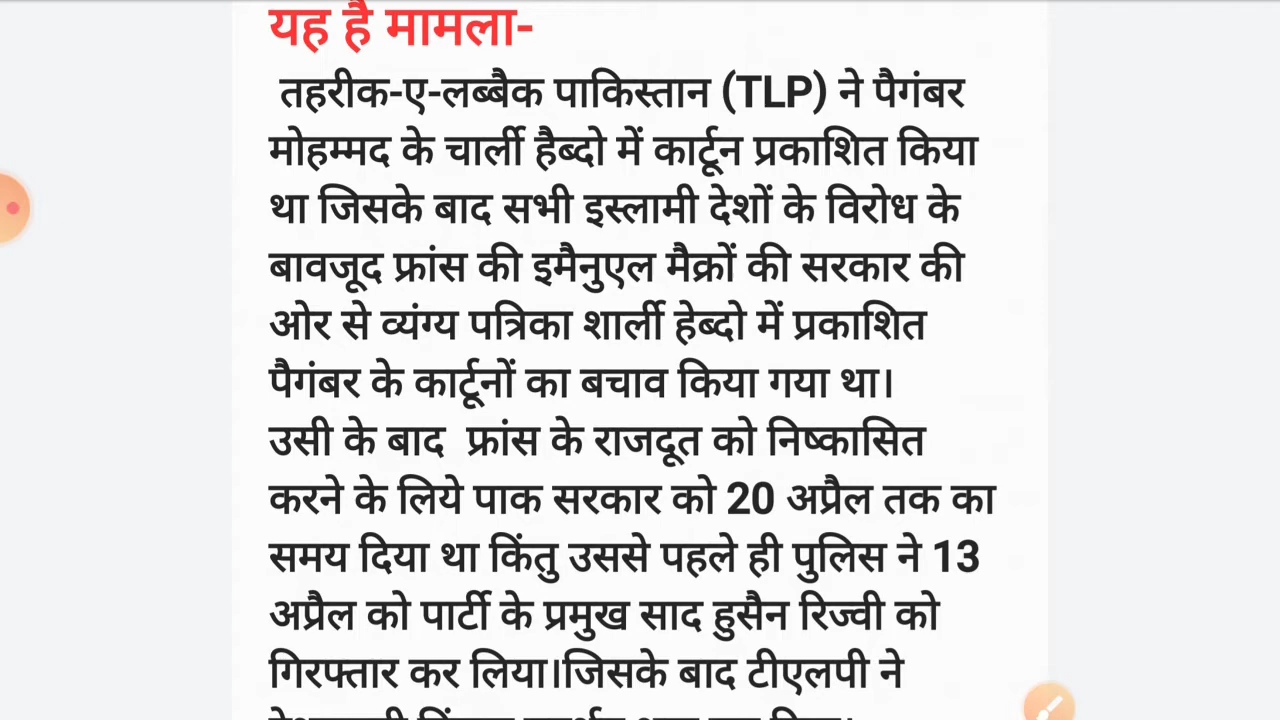 यह है मामला-
तहरीक-ए-लब्बैक पाकिस्तान (TLP) ने पैगंबर
मोहम्मद के चार्ली हैब्दो में कार्टून प्रकाशित किया
था जिसके बाद सभी इस्लामी देशों के विरोध के
बावजूद फ्रांस की इमैनुएल मैक्रों की सरकार की
ओर से व्यंग्य पत्रिका शार्ली हेब्दो में प्रकाशित
पैगंबर के कार्टूनों का बचाव किया गया था।
उसी के बाद फ्रांस के राजदूत को निष्कासित
करने के लिये पाक सरकार को 20 अप्रैल तक का
समय दिया था किंतु उससे पहले ही पुलिस ने 13
अप्रैल को पार्टी के प्रमुख साद हुसैन रिज्वी को
गिरफ्तार कर लिया।जिसके बाद टीएलपी ने